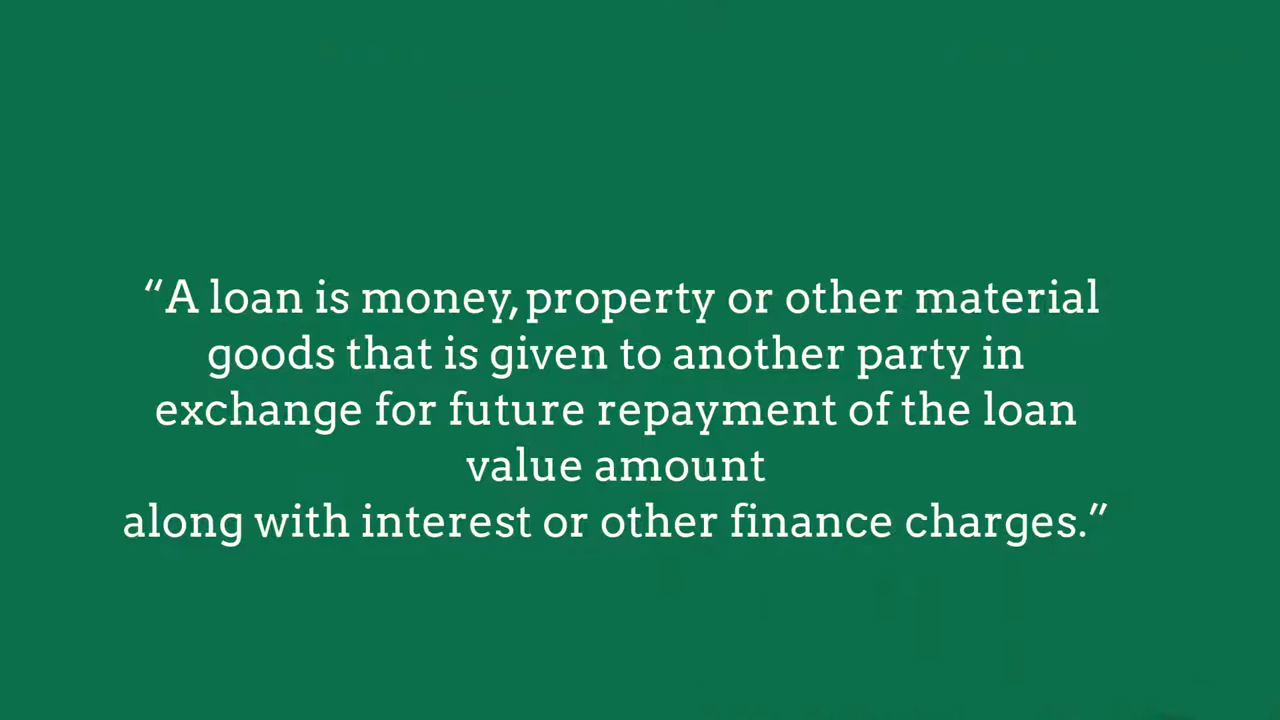 “A loan is money, property or other material
goods that is given to another party in
exchange for future repayment of the loan
value amount
along with interest or other finance charges.”